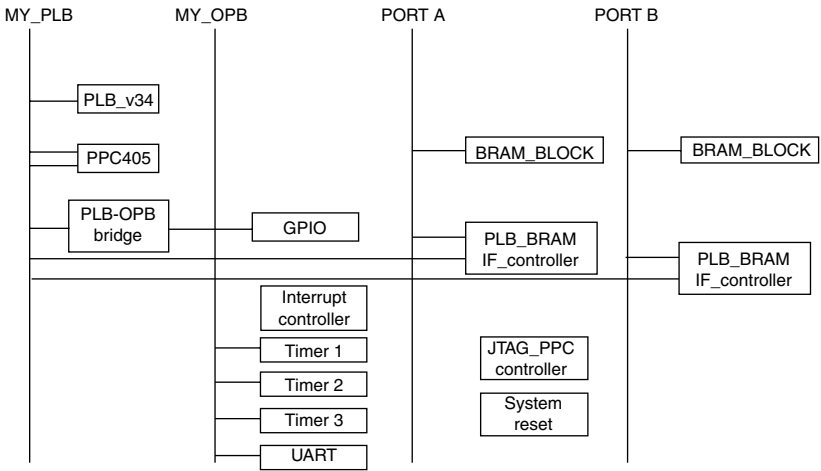 MY_PLB
MY_OPB
PORT A
PORT B
PLB_v34
PPC405
BRAM_BLOCK
BRAM_BLOCK
PLB-OPB
bridge
GPIO
PLB_BRAM
IF_controller
PLB_BRAM
IF_controller
Interrupt
controller
Timer 1
Timer 2
Timer 3
UART
JTAG_PPC
controller
System
reset